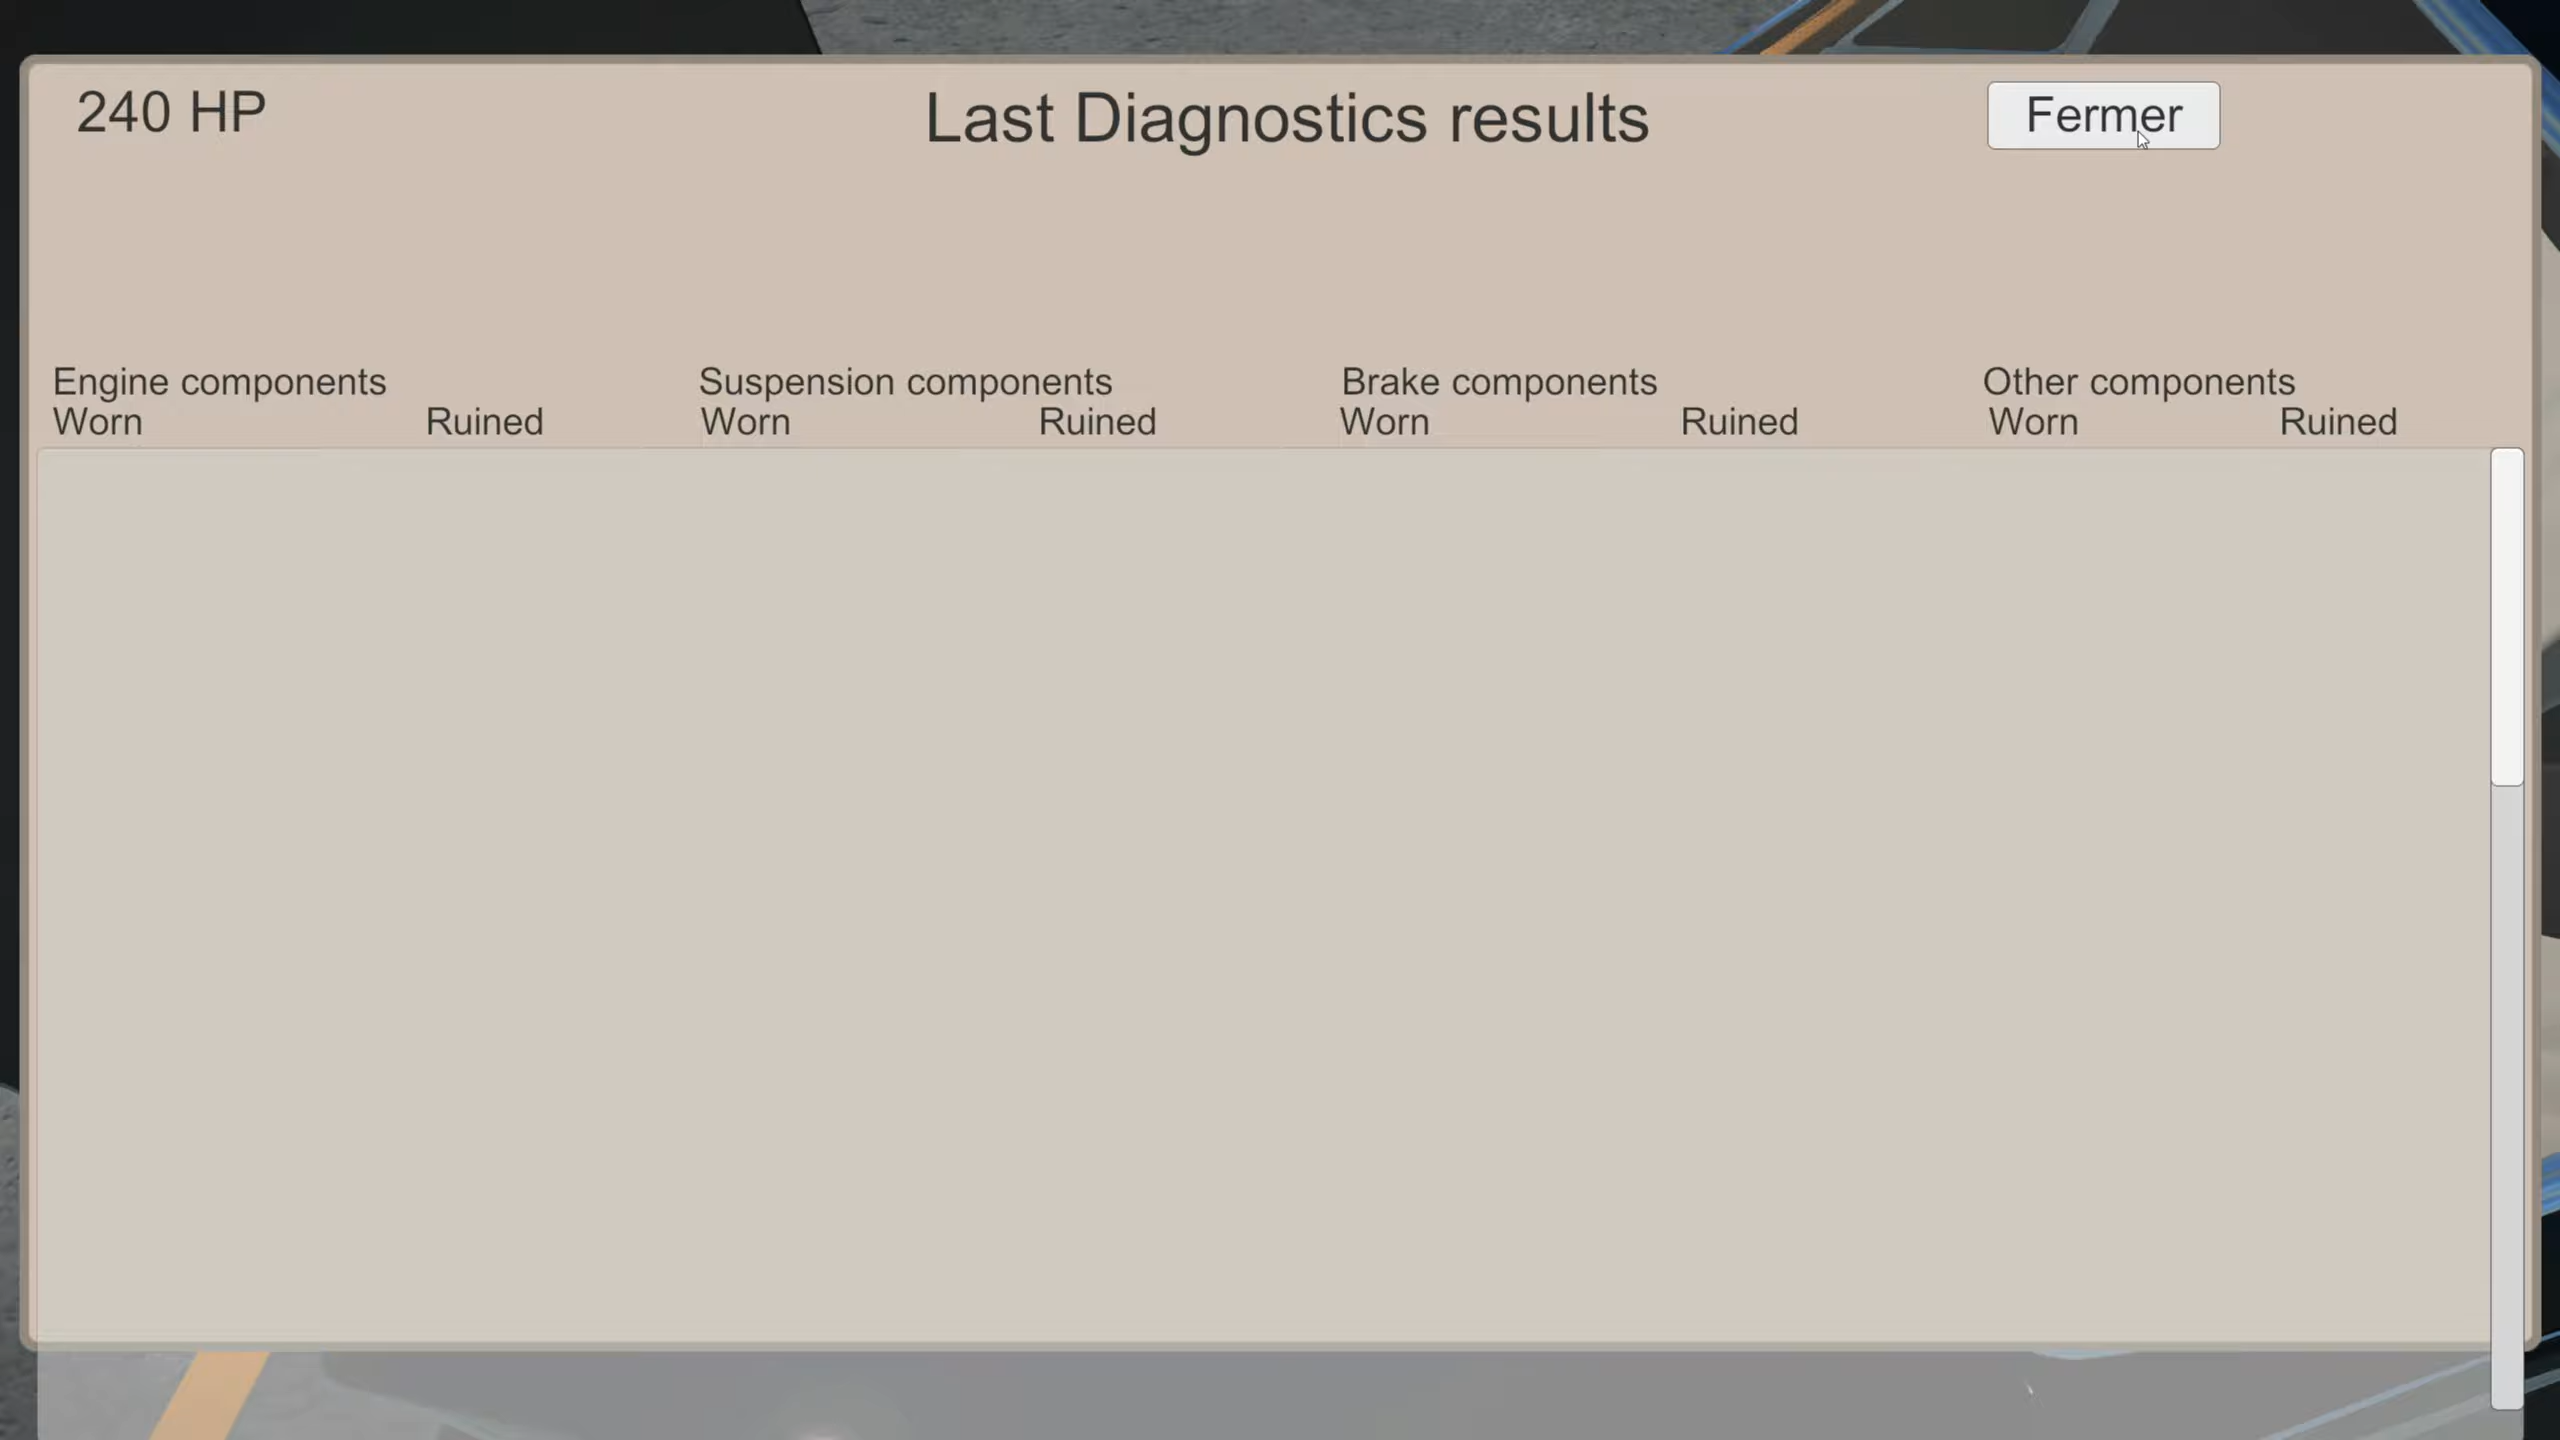 240 HP
Last Diagnostics results
Fermer
Engine components
Suspension components
Brake components
Other components
Worn Ruined
Worn Ruined
Worn Ruined
Worn Ruined